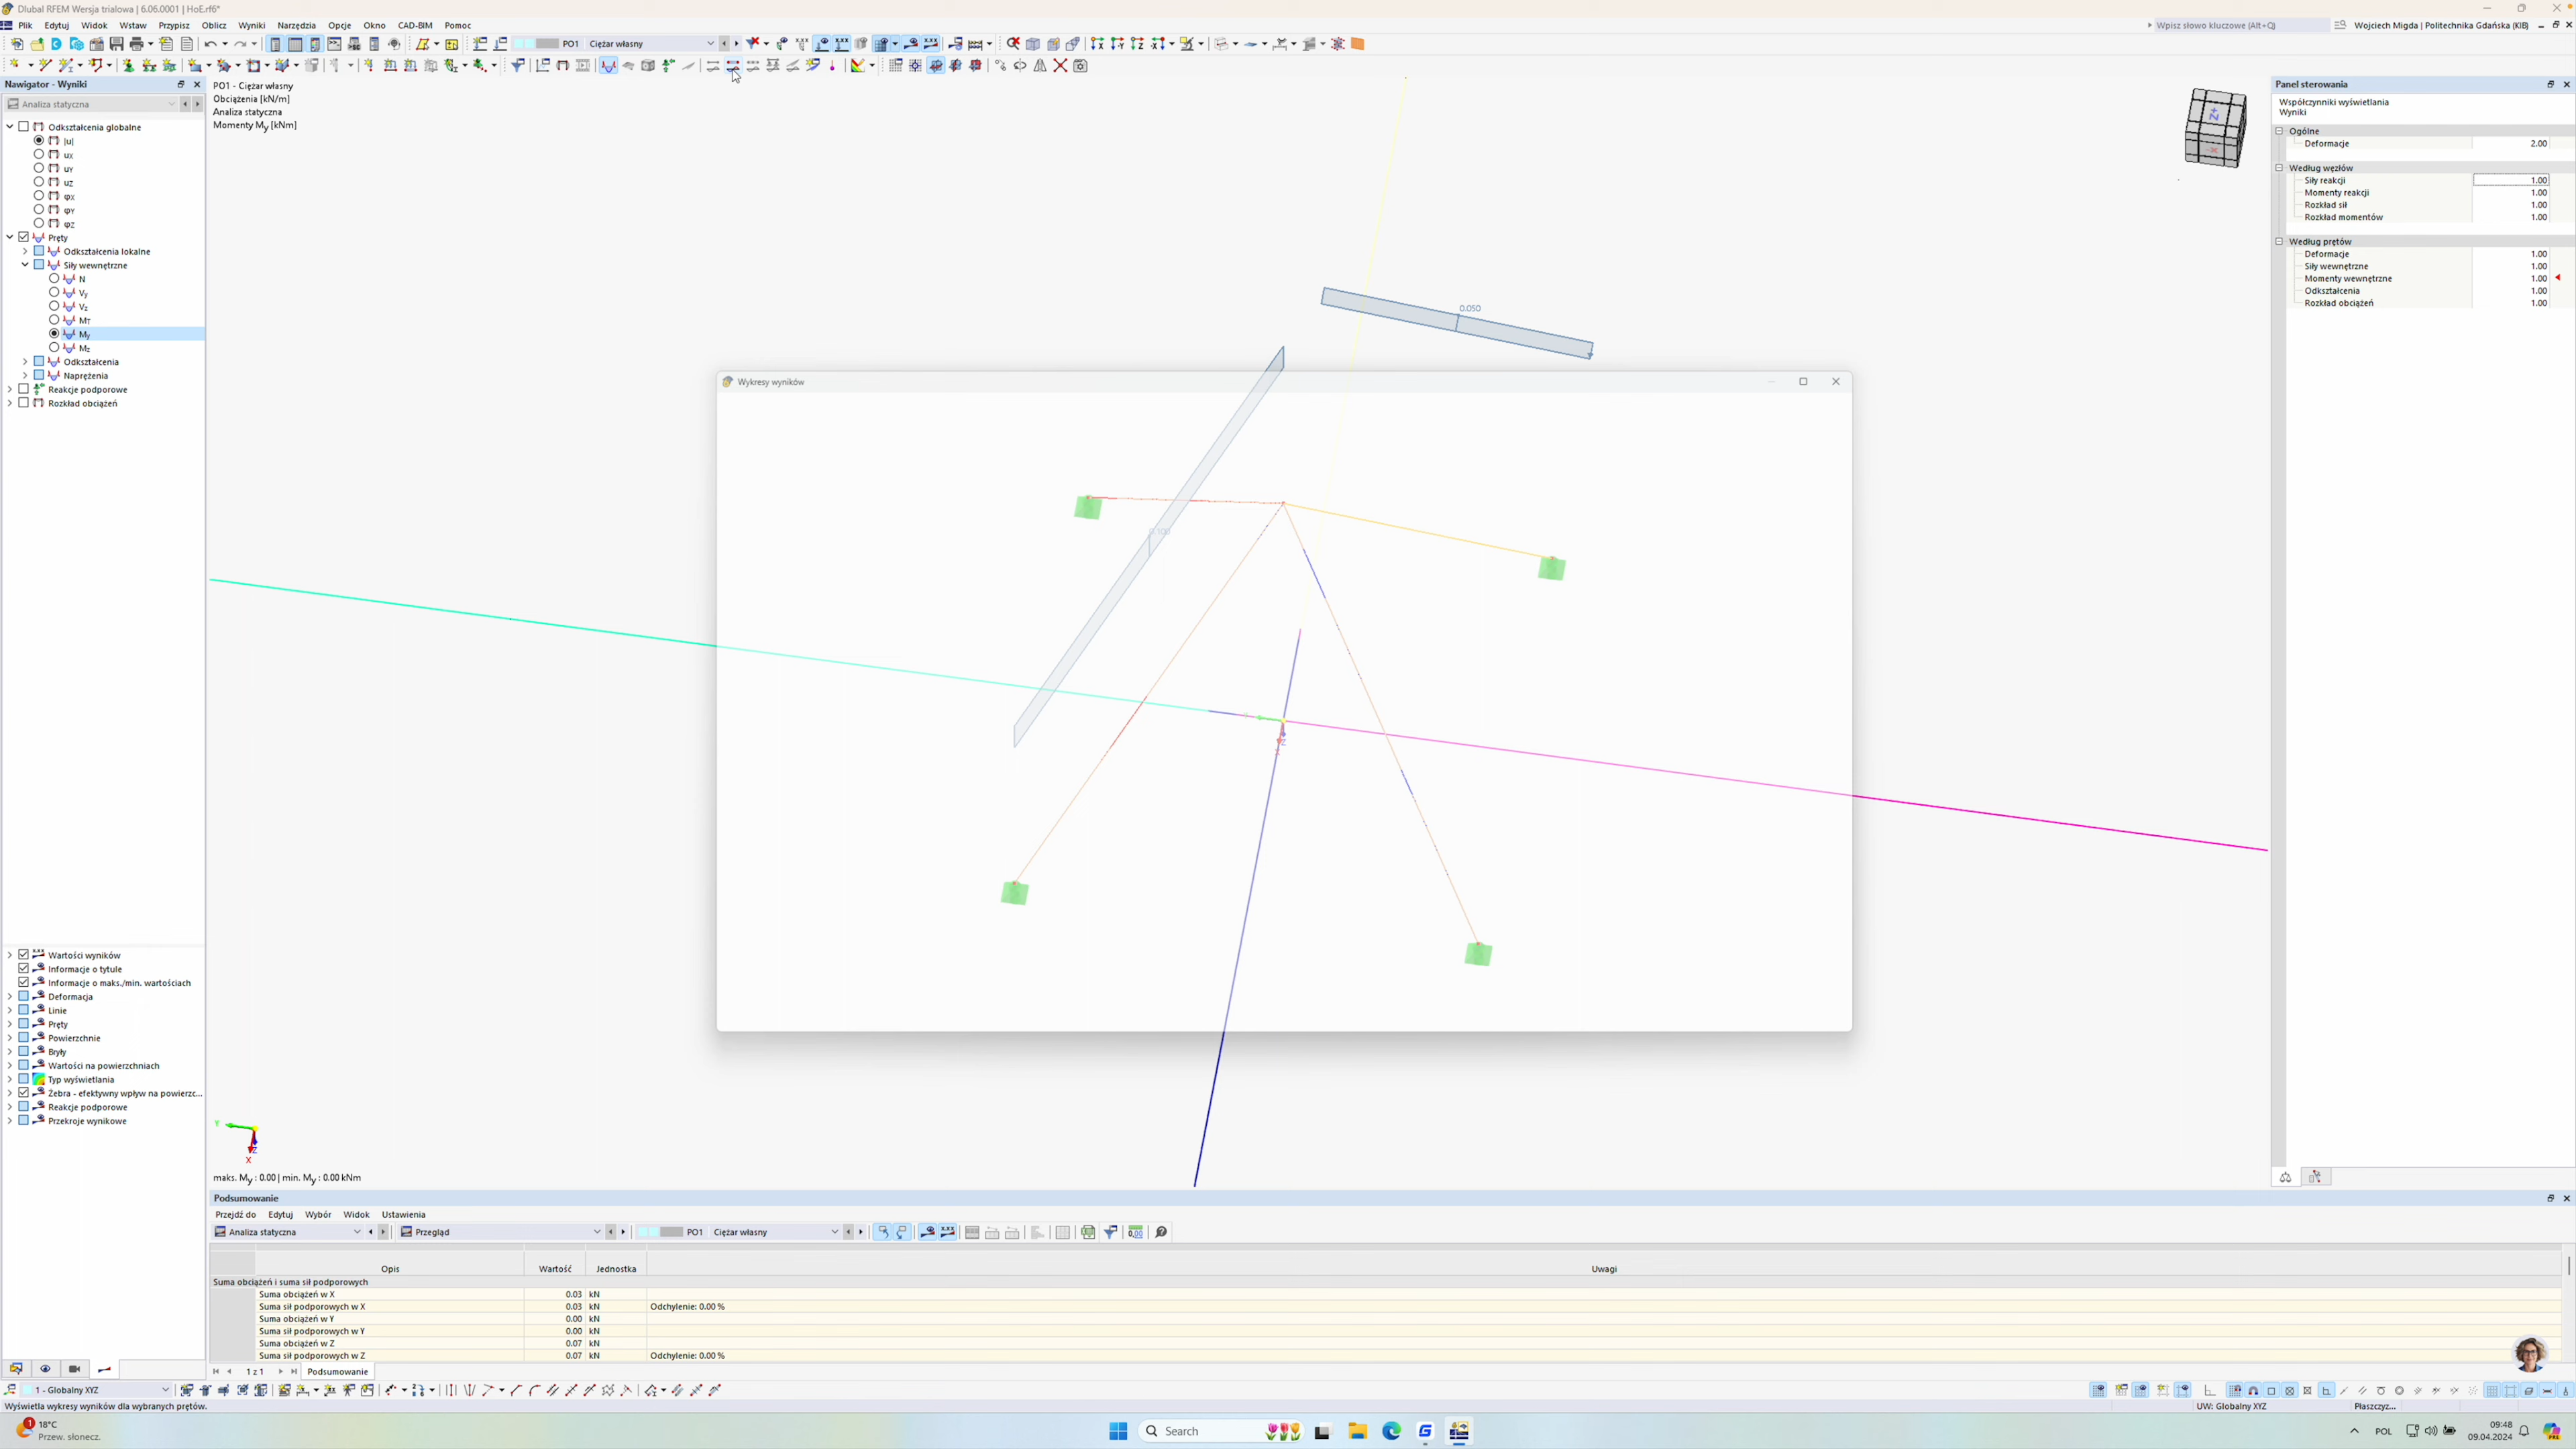 Dlubal RFEM Wersja trialowa | 6.06.0001 | HoE.rf6*
Plik Edytuj Widok Wstaw Przypisz Oblicz Wyniki Narzędzia Opcje Okno CAD-BIM Pomoc
Wpisz słowo kluczowe (Alt+Q)
Wojciech Migda | Politechnika Gdańska (KIB)
PO1 Ciężar własny
Nawigator - Wyniki
Analiza statyczna
Odkształcenia globalne
|u|
uX
uY
uZ
φX
φY
φZ
Pręty
Odkształcenia lokalne
Siły wewnętrzne
N
Vy
Vz
MT
My
Mz
Odkształcenia
Naprężenia
Reakcje podporowe
Rozkład obciążeń
Wartości wyników
Informacje o tytule
Informacje o maks./min. wartościach
Deformacja
Linie
Pręty
Powierzchnie
Bryły
Wartości na powierzchniach
Typ wyświetlania
Żebra - efektywny wpływ na powierzc...
Reakcje podporowe
Przekroje wynikowe
PO1 - Ciężar własny
Obciążenia [kN/m]
Analiza statyczna
Momenty My [kNm]
0.050
Wykresy wyników
0.100
Z
Y
Z
X
maks. My : 0.00 | min. My : 0.00 kNm
+Z
-X
Panel sterowania
Współczynniki wyświetlania
Wyniki
Ogólne
Deformacje 2.00
Według węzłów
Siły reakcji 1.00
Momenty reakcji 1.00
Rozkład sił 1.00
Rozkład momentów 1.00
Według prętów
Deformacje 1.00
Siły wewnętrzne 1.00
Momenty wewnętrzne 1.00
Odkształcenia 1.00
Rozkład obciążeń 1.00
Podsumowanie
Przejdź do Edytuj Wybór Widok Ustawienia
Analiza statyczna Przegląd PO1 Ciężar własny
Opis Wartość Jednostka Uwagi
Suma obciążeń i suma sił podporowych
Suma obciążeń w X 0.03 kN
Suma sił podporowych w X 0.03 kN Odchylenie: 0.00 %
Suma obciążeń w Y 0.00 kN
Suma sił podporowych w Y 0.00 kN
Suma obciążeń w Z 0.07 kN
Suma sił podporowych w Z 0.07 kN Odchylenie: 0.00 %
1 z 1 Podsumowanie
1 - Globalny XYZ
Wyświetla wykresy wyników dla wybranych prętów.
UW: Globalny XYZ
Płaszczyz...
1
18°C
Przew. słonecz.
Search
POL
09:48
09.04.2024